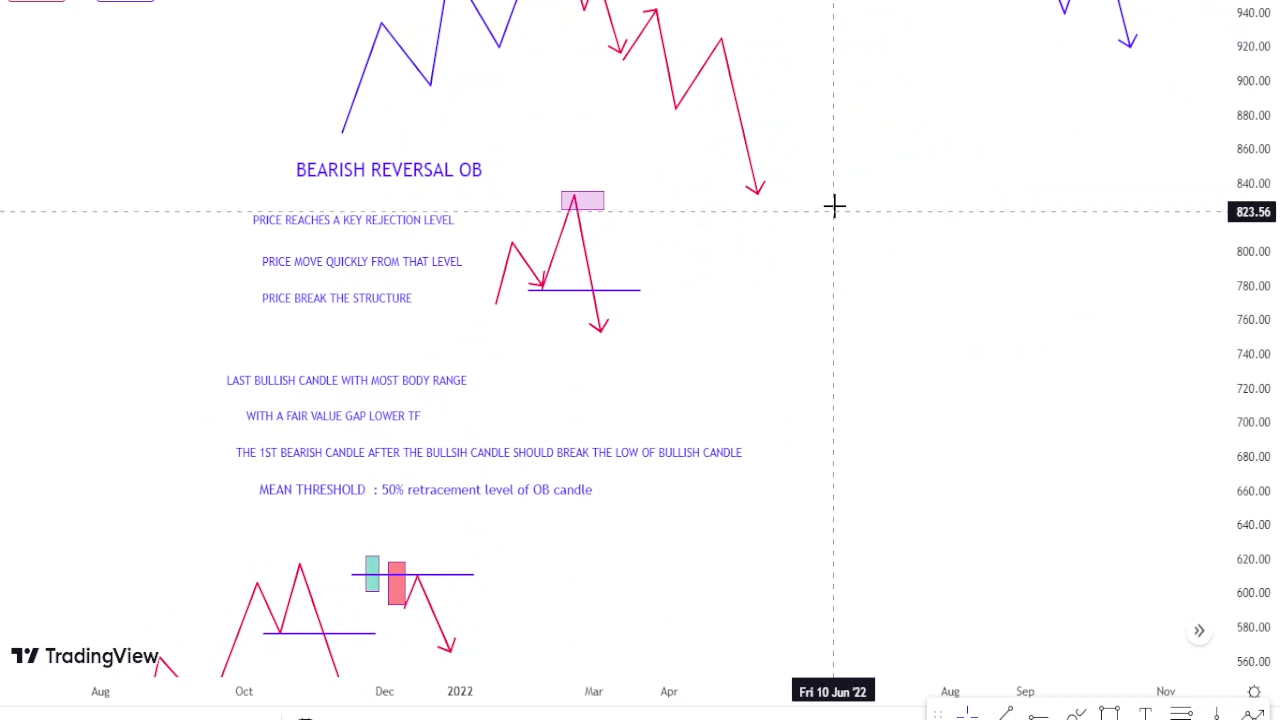 940.00
920.00
900.00
880.00
860.00
BEARISH REVERSAL OB
840.00
823.56
PRICE REACHES A KEY REJECTION LEVEL
800.00
PRICE MOVE QUICKLY FROM THAT LEVEL
780.00
PRICE BREAK THE STRUCTURE
760.00
740.00
LAST BULLISH CANDLE WITH MOST BODY RANGE
720.00
WITH A FAIR VALUE GAP LOWER TF
700.00
THE 1ST BEARISH CANDLE AFTER THE BULLSIH CANDLE SHOULD BREAK THE LOW OF BULLISH CANDLE
680.00
MEAN THRESHOLD : 50% retracement level of OB candle
660.00
640.00
620.00
600.00
580.00
TradingView
560.00
Aug Oct Dec 2022 Mar Apr Fri 10 Jun '22 Aug Sep Nov